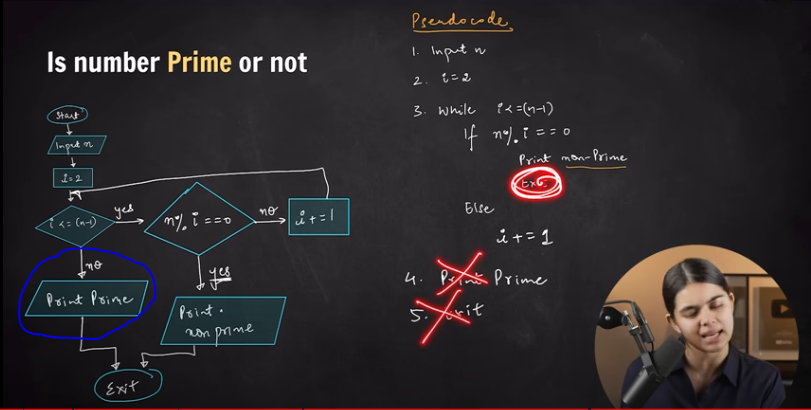 Is number Prime or not
Start
Input n
i=2
i<=(n-1)
yes
n% i ==0
no
i+=1
no
yes
Print Prime
Print
non prime
Exit
Pseudocode
1. Input n
2. i=2
3. while i<=(n-1)
If n% i == 0
Print non-Prime
Else
i+=1
4. Print Prime
5. Exit